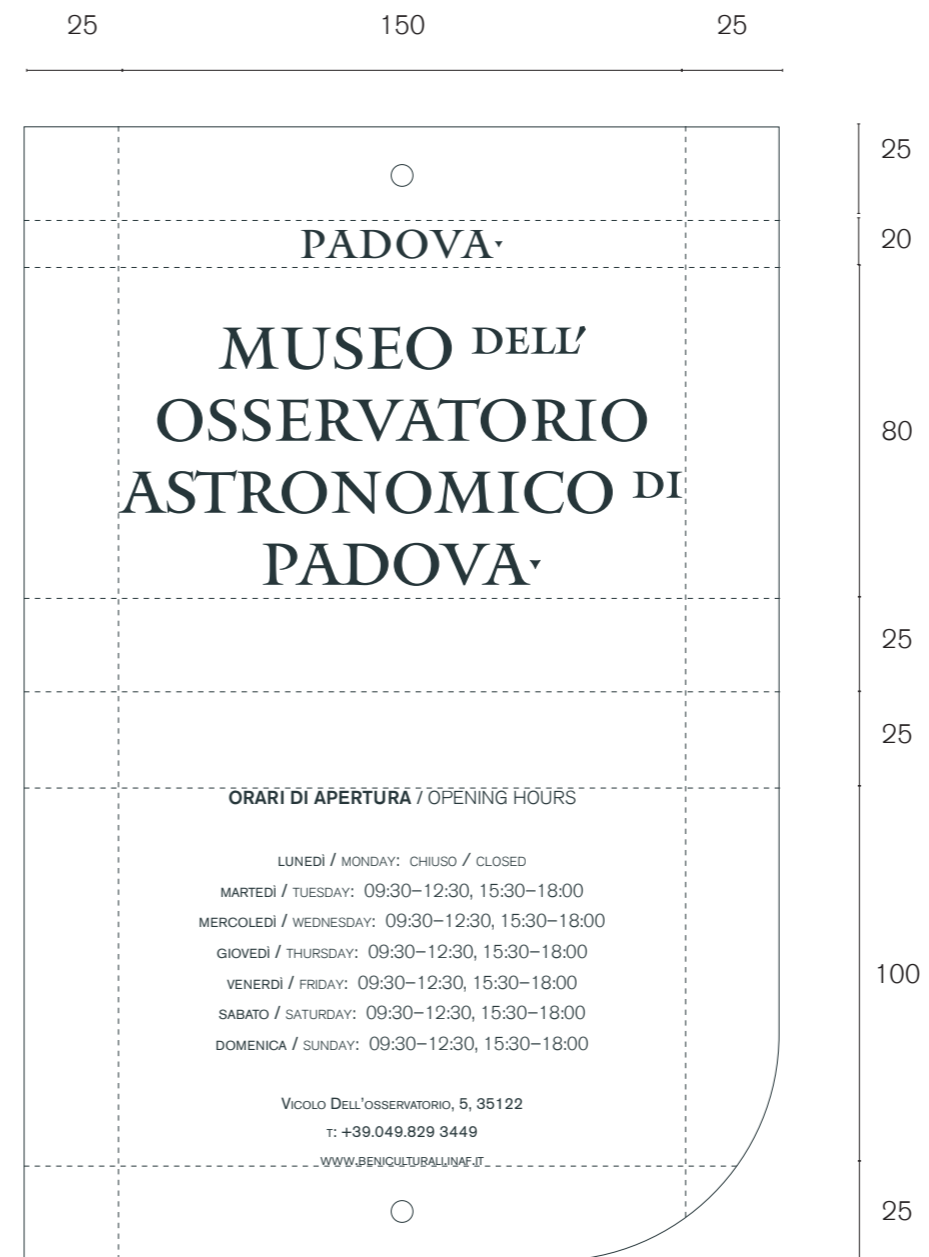 25 150 25
25
PADOVA▾
20
MUSEO DELL'
OSSERVATORIO
80
ASTRONOMICO DI
PADOVA▾
25
25
ORARI DI APERTURA / OPENING HOURS
LUNEDÌ / MONDAY: CHIUSO / CLOSED
MARTEDÌ / TUESDAY: 09:30–12:30, 15:30–18:00
MERCOLEDÌ / WEDNESDAY: 09:30–12:30, 15:30–18:00
GIOVEDÌ / THURSDAY: 09:30–12:30, 15:30–18:00
100
VENERDÌ / FRIDAY: 09:30–12:30, 15:30–18:00
SABATO / SATURDAY: 09:30–12:30, 15:30–18:00
DOMENICA / SUNDAY: 09:30–12:30, 15:30–18:00
VICOLO DELL'OSSERVATORIO, 5, 35122
T: +39.049.829 3449
WWW.BENICULTURALI.INAF.IT
25